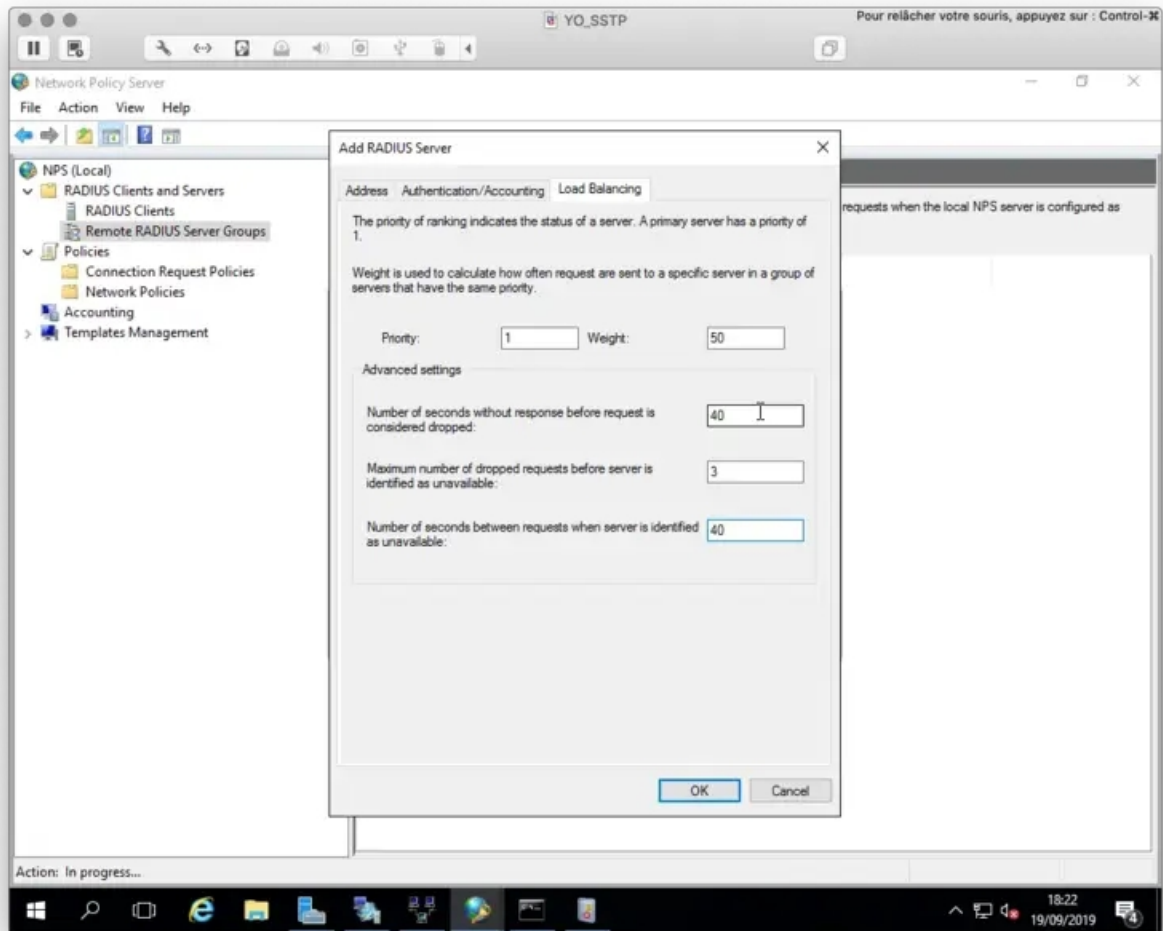 YO_SSTP
Pour relâcher votre souris, appuyez sur : Control-⌘
Network Policy Server
File Action View Help
NPS (Local)
RADIUS Clients and Servers
RADIUS Clients
Remote RADIUS Server Groups
Policies
Connection Request Policies
Network Policies
Accounting
Templates Management
Add RADIUS Server
Address Authentication/Accounting Load Balancing
The priority of ranking indicates the status of a server. A primary server has a priority of
1.
Weight is used to calculate how often request are sent to a specific server in a group of
servers that have the same priority.
Priority: 1 Weight: 50
Advanced settings
Number of seconds without response before request is
considered dropped:
40
Maximum number of dropped requests before server is
identified as unavailable:
3
Number of seconds between requests when server is identified
as unavailable:
40
OK Cancel
requests when the local NPS server is configured as
Action: In progress...
18:22
19/09/2019
4